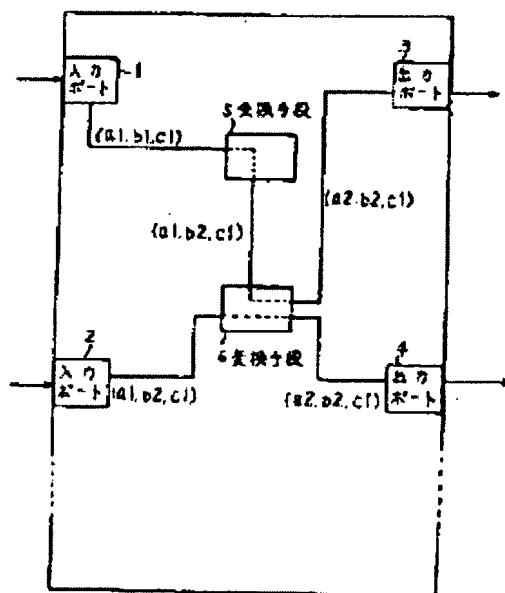 1
入力
ポート
3
出力
ポート
5 変換手段
(a1.b1,c1)
(a2.b2,c1)
(a1.b2,c1)
6 変換手段
2
入力
ポート
(a1.b2,c1)
(a2.b2,c1)
4
出力
ポート